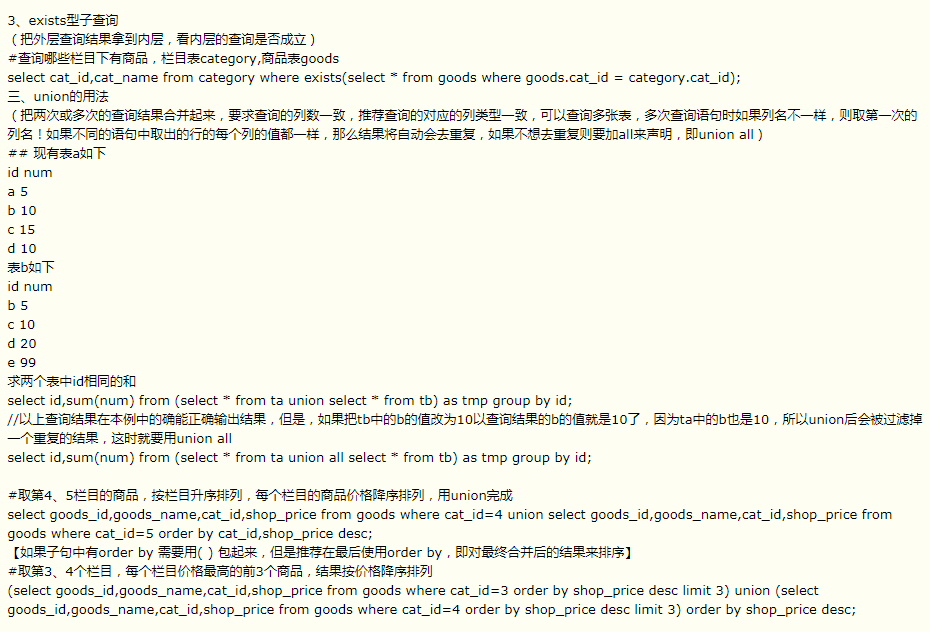 3、exists型子查询
（把外层查询结果拿到内层，看内层的查询是否成立）
#查询哪些栏目下有商品，栏目表category,商品表goods
select cat_id,cat_name from category where exists(select * from goods where goods.cat_id = category.cat_id);
三、union的用法
（把两次或多次的查询结果合并起来，要求查询的列数一致，推荐查询的对应的列类型一致，可以查询多张表，多次查询语句时如果列名不一样，则取第一次的
列名！如果不同的语句中取出的行的每个列的值都一样，那么结果将自动会去重复，如果不想去重复则要加all来声明，即union all）
## 现有表a如下
id num
a 5
b 10
c 15
d 10
表b如下
id num
b 5
c 10
d 20
e 99
求两个表中id相同的和
select id,sum(num) from (select * from ta union select * from tb) as tmp group by id;
//以上查询结果在本例中的确能正确输出结果，但是，如果把tb中的b的值改为10以查询结果的b的值就是10了，因为ta中的b也是10，所以union后会被过滤掉
一个重复的结果，这时就要用union all
select id,sum(num) from (select * from ta union all select * from tb) as tmp group by id;
#取第4、5栏目的商品，按栏目升序排列，每个栏目的商品价格降序排列，用union完成
select goods_id,goods_name,cat_id,shop_price from goods where cat_id=4 union select goods_id,goods_name,cat_id,shop_price from
goods where cat_id=5 order by cat_id,shop_price desc;
【如果子句中有order by 需要用( ) 包起来，但是推荐在最后使用order by，即对最终合并后的结果来排序】
#取第3、4个栏目，每个栏目价格最高的前3个商品，结果按价格降序排列
(select goods_id,goods_name,cat_id,shop_price from goods where cat_id=3 order by shop_price desc limit 3) union (select
goods_id,goods_name,cat_id,shop_price from goods where cat_id=4 order by shop_price desc limit 3) order by shop_price desc;